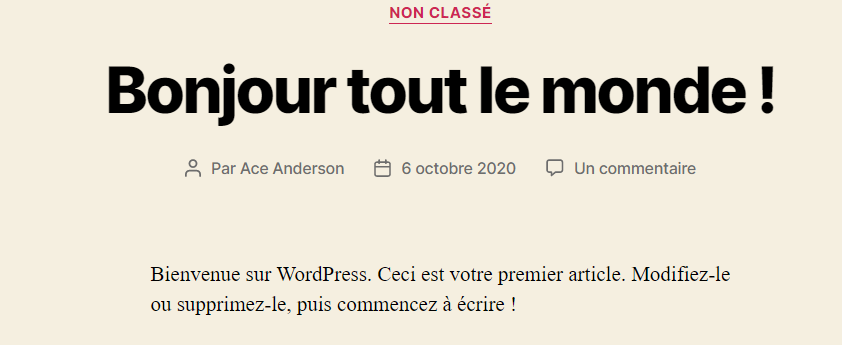 NON CLASSÉ
Bonjour tout le monde !
Par Ace Anderson 6 octobre 2020 Un commentaire
Bienvenue sur WordPress. Ceci est votre premier article. Modifiez-le
ou supprimez-le, puis commencez à écrire !